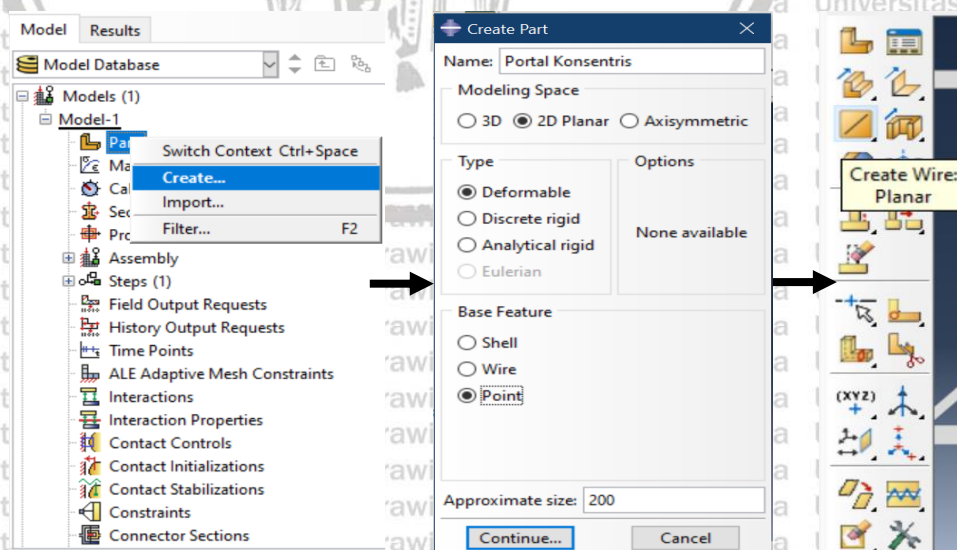 Model Results
Model Database
Models (1)
Model-1
Par
Ma
Cal
Sec
Pro
Switch Context Ctrl+Space
Create...
Import...
Filter... F2
Assembly
Steps (1)
Field Output Requests
History Output Requests
Time Points
ALE Adaptive Mesh Constraints
Interactions
Interaction Properties
Contact Controls
Contact Initializations
Contact Stabilizations
Constraints
Connector Sections
Create Part
Name: Portal Konsentris
Modeling Space
3D 2D Planar Axisymmetric
Type
Deformable
Discrete rigid
Analytical rigid
Eulerian
Options
None available
Base Feature
Shell
Wire
Point
Approximate size: 200
Continue... Cancel
Universitas
Create Wire:
Planar
(XYZ)